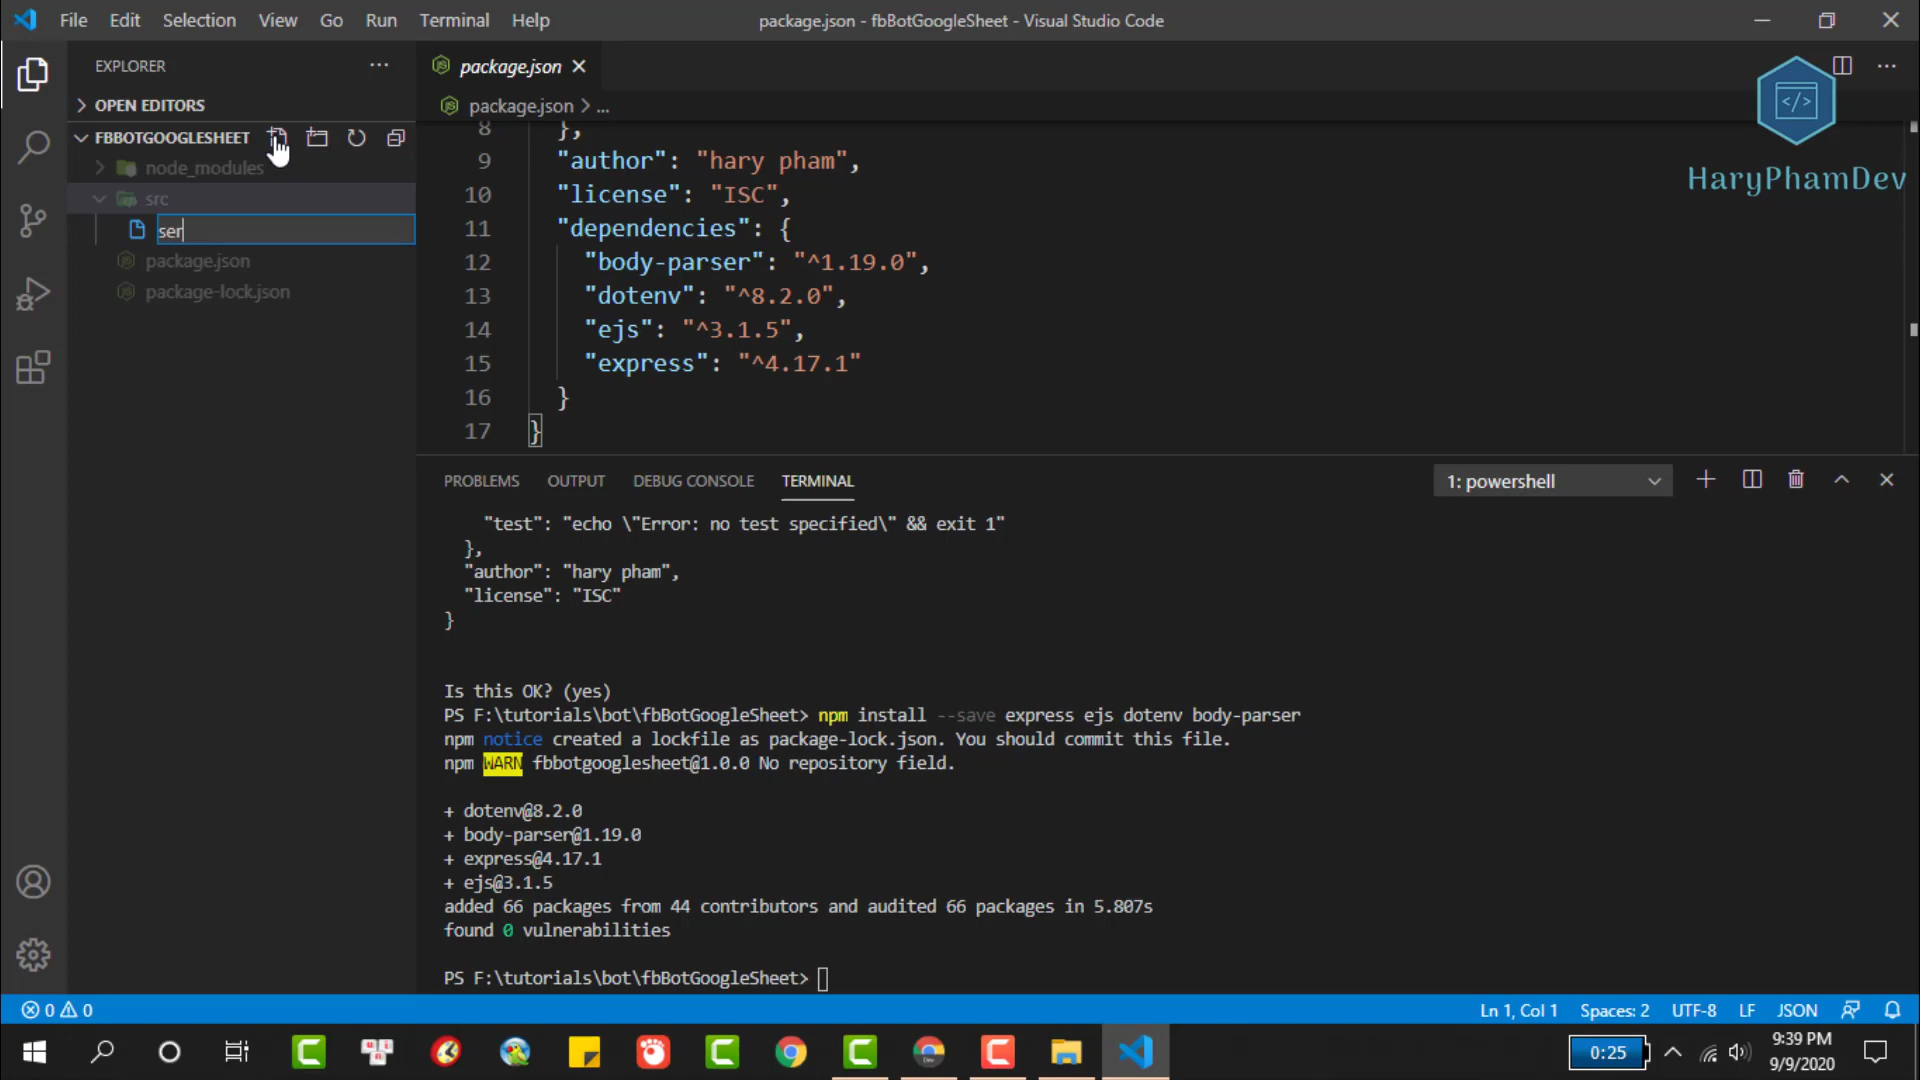 File Edit Selection View Go Run Terminal Help
package.json - fbBotGoogleSheet - Visual Studio Code
EXPLORER
OPEN EDITORS
FBBOTGOOGLESHEET
node_modules
src
ser
package.json
package-lock.json
package.json
package.json > ...
8 },
9 "author": "hary pham",
10 "license": "ISC",
11 "dependencies": {
12 "body-parser": "^1.19.0",
13 "dotenv": "^8.2.0",
14 "ejs": "^3.1.5",
15 "express": "^4.17.1"
16 }
17 }
</>
HaryPhamDev
PROBLEMS OUTPUT DEBUG CONSOLE TERMINAL
1: powershell
"test": "echo \"Error: no test specified\" && exit 1"
},
"author": "hary pham",
"license": "ISC"
}
Is this OK? (yes)
PS F:\tutorials\bot\fbBotGoogleSheet> npm install --save express ejs dotenv body-parser
npm notice created a lockfile as package-lock.json. You should commit this file.
npm WARN fbbotgooglesheet@1.0.0 No repository field.
+ dotenv@8.2.0
+ body-parser@1.19.0
+ express@4.17.1
+ ejs@3.1.5
added 66 packages from 44 contributors and audited 66 packages in 5.807s
found 0 vulnerabilities
PS F:\tutorials\bot\fbBotGoogleSheet>
0 0
Ln 1, Col 1 Spaces: 2 UTF-8 LF JSON
Dev
0:25
9:39 PM
9/9/2020